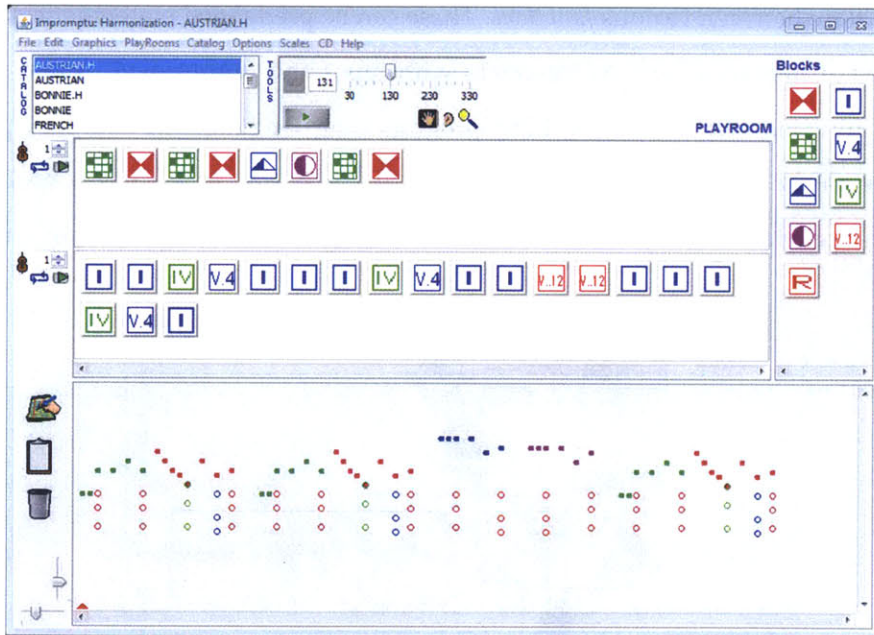 Impromptu: Harmonization - AUSTRIAN.H
File Edit Graphics PlayRooms Catalog Options Scales CD Help
CATALOG
AUSTRIAN.H
AUSTRIAN
BONNIE.H
BONNIE
FRENCH
TOOLS
131
30 130 230 330
PLAYROOM
Blocks
I
V.4
IV
V..12
R
1
1
I I IV V.4 I I I IV V.4 I I V..12 V..12 I I I
IV V.4 I